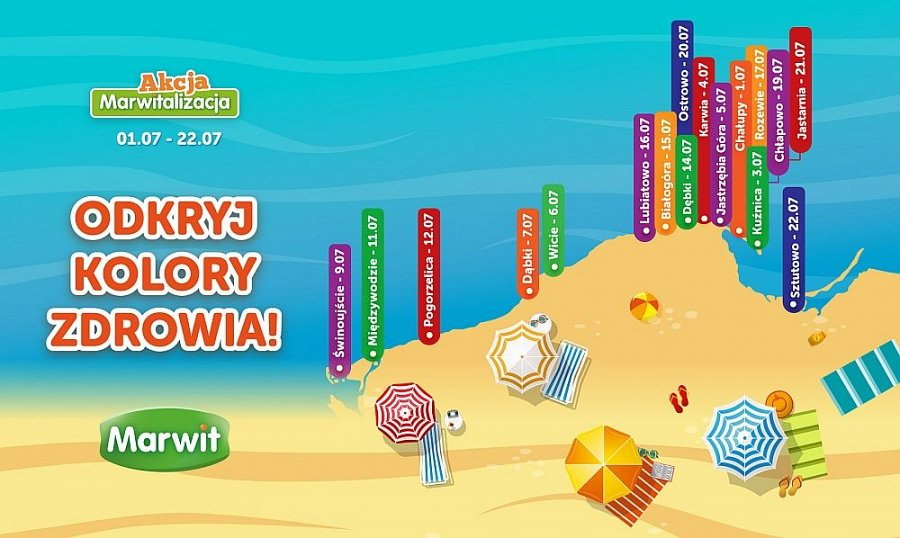 Akcja
Marwitalizacja
01.07 - 22.07
ODKRYJ
KOLORY
ZDROWIA!
Marwit
Świnoujście - 9.07
Międzywodzie - 11.07
Pogorzelica - 12.07
Dąbki - 7.07
Wicie - 6.07
Lubiatowo - 16.07
Białogóra - 15.07
Ostrowo - 20.07
Dębki - 14.07
Karwia - 4.07
Jastrzębia Góra - 5.07
Chałupy - 1.07
Rozewie - 17.07
Kuźnica - 3.07
Chłapowo - 19.07
Jastarnia - 21.07
Sztutowo - 22.07